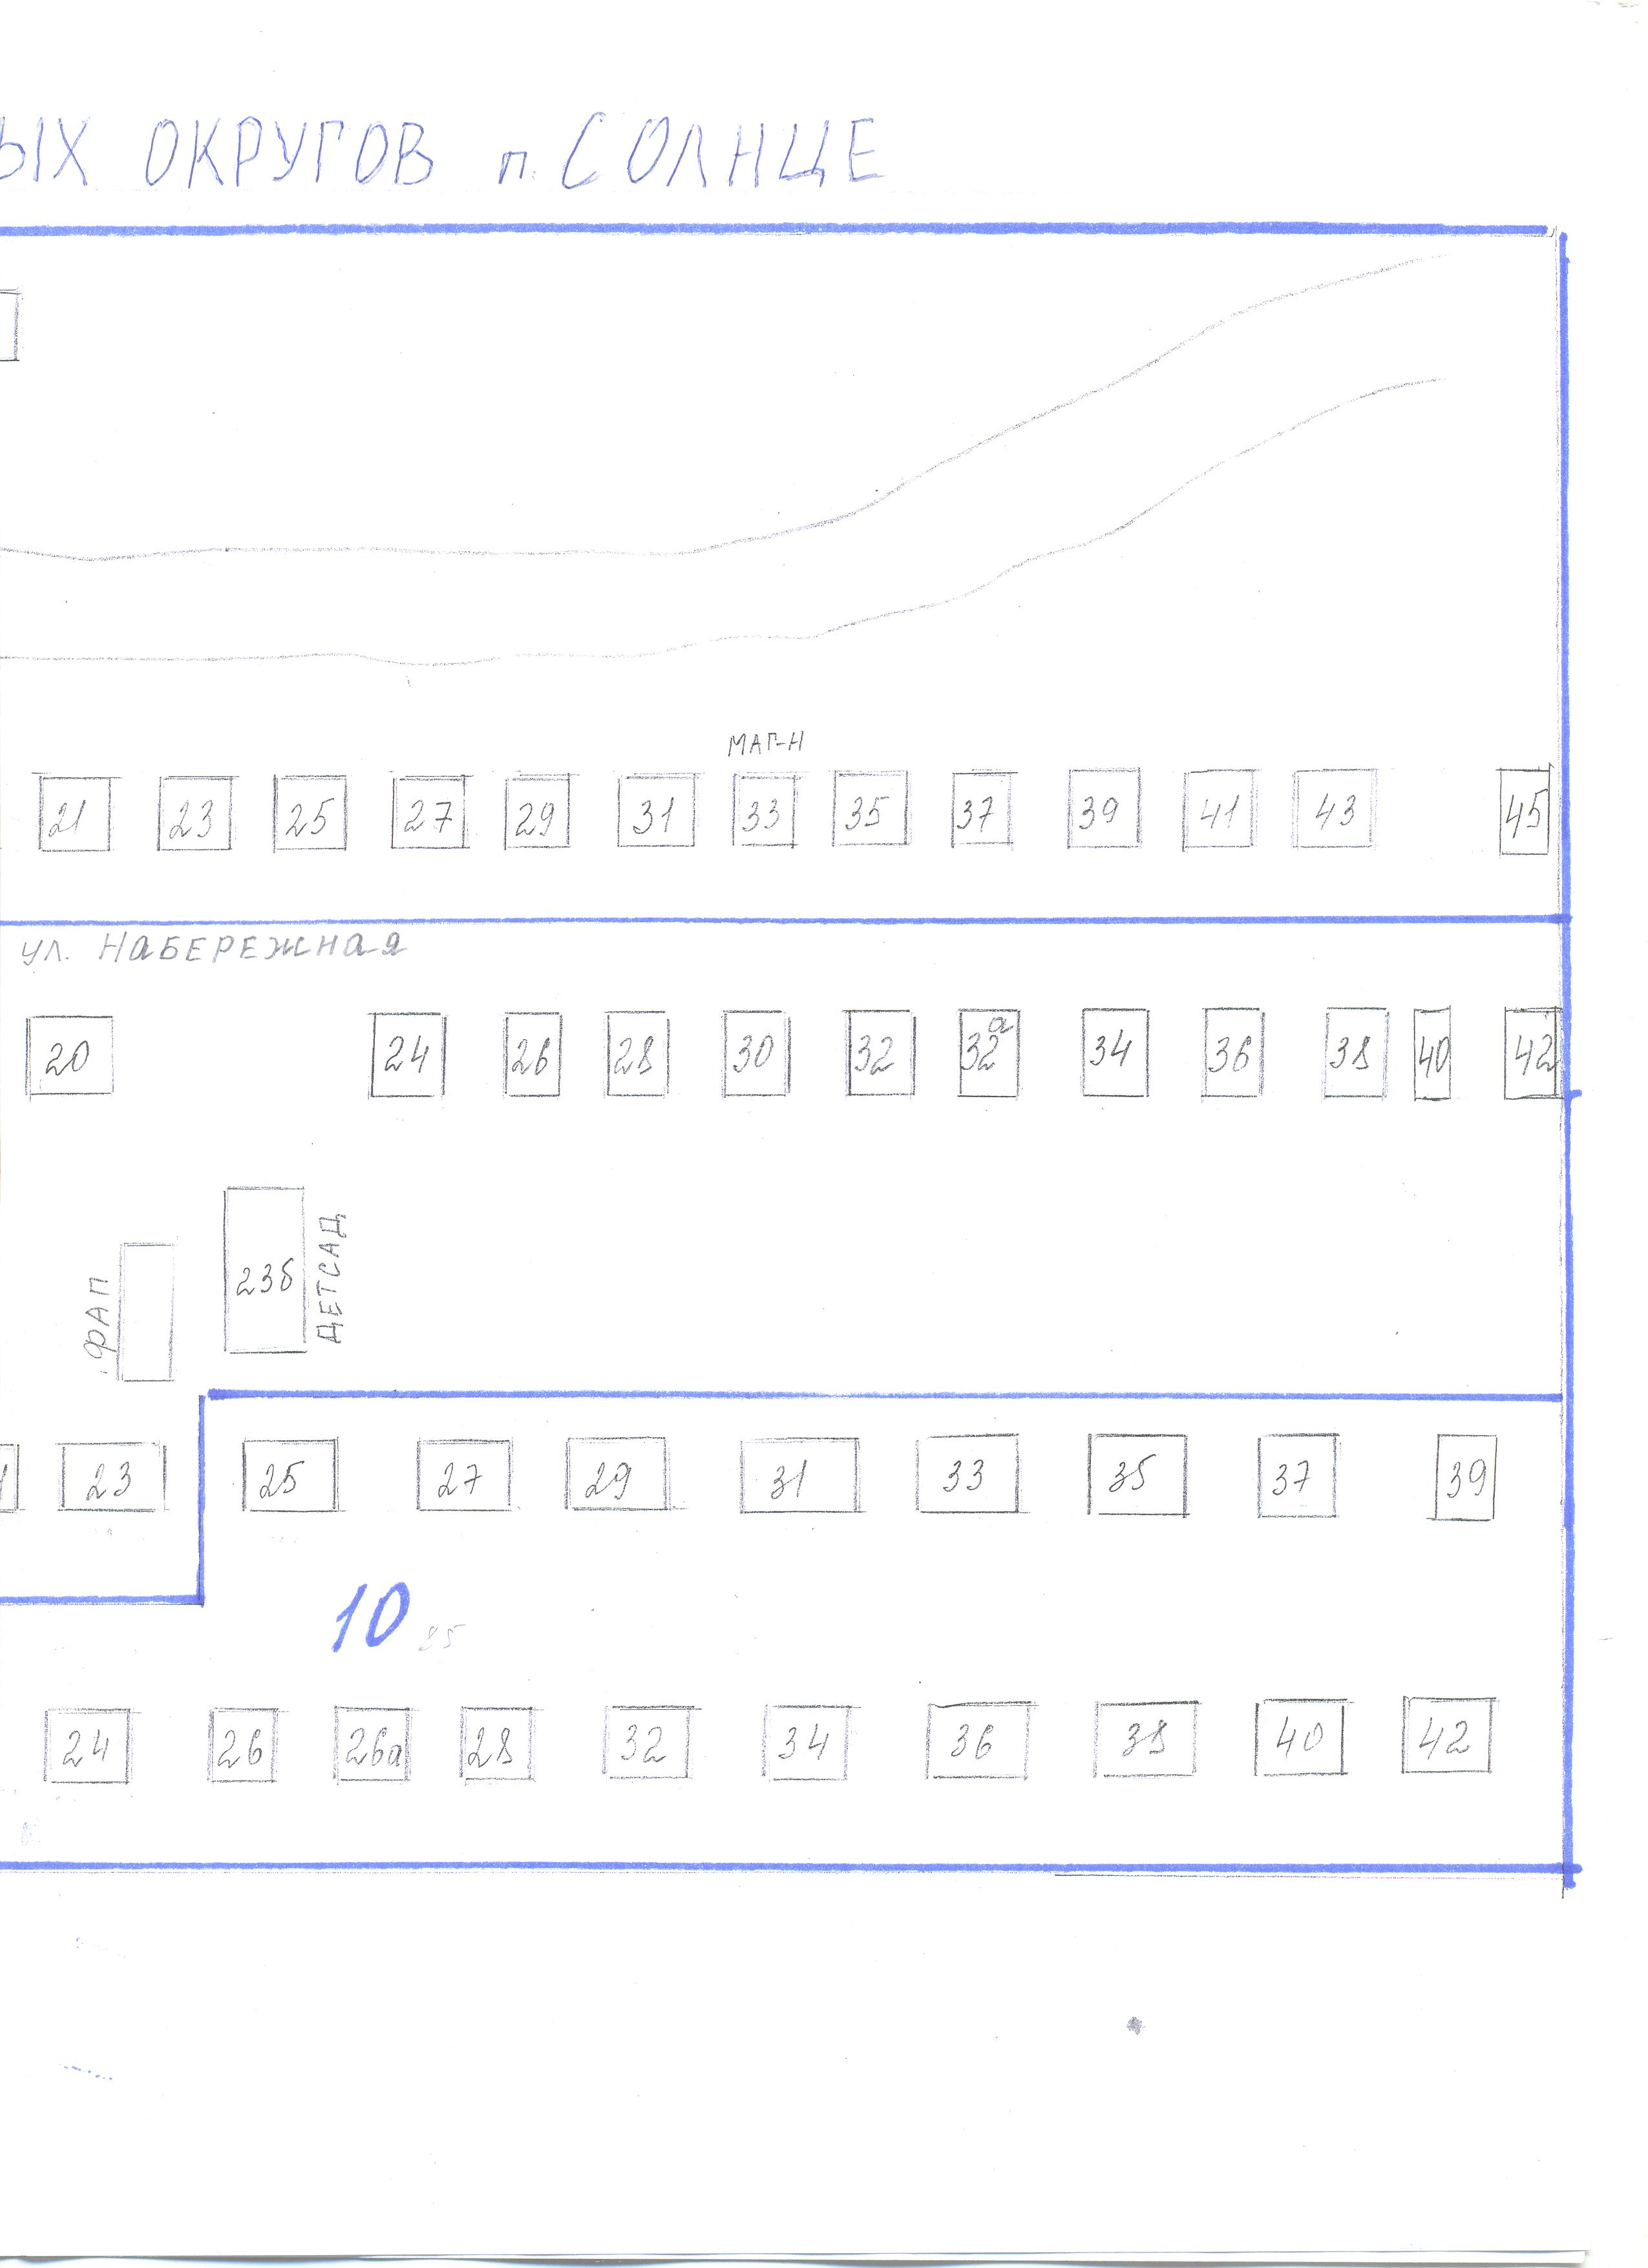 ЫХ ОКРУГОВ п. СОЛНЦЕ
МАГ-Н
21 23 25 27 29 31 33 35 37 39 41 43 45
ул. НАБЕРЕЖНАЯ
20 24 26 28 30 32 32а 34 36 38 40 42
ФАП
23б
ДЕТСАД
23 25 27 29 31 33 35 37 39
10
24 26 26а 28 32 34 36 38 40 42